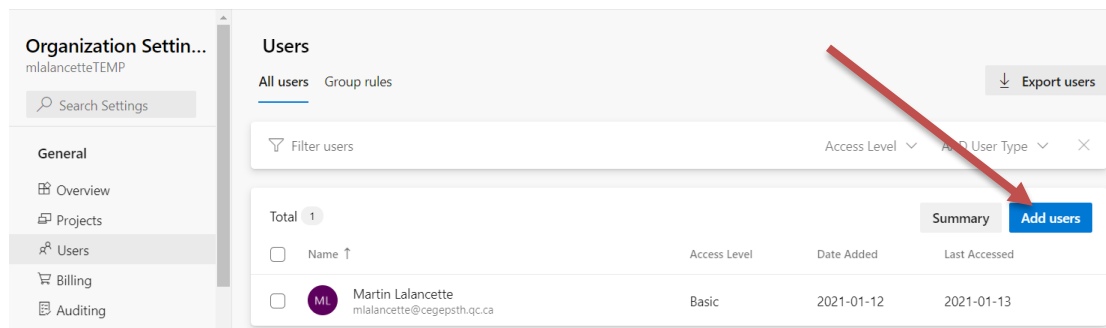 Organization Settin...
mlalancetteTEMP
Search Settings
General
Overview
Projects
Users
Billing
Auditing
Users
All users Group rules
Export users
Filter users
Access Level
AND User Type
Total 1
Summary
Add users
Name ↑ Access Level Date Added Last Accessed
ML
Martin Lalancette
mlalancette@cegepsth.qc.ca
Basic 2021-01-12 2021-01-13